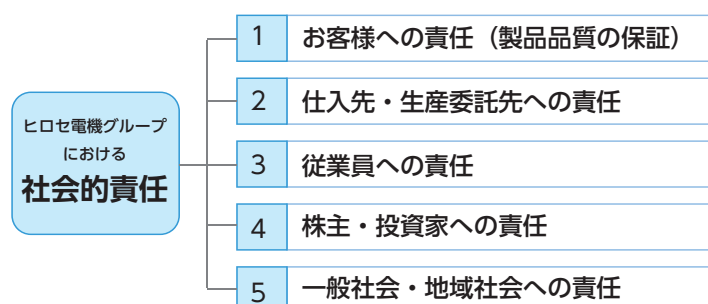 ヒロセ電機グループ
における
社会的責任
1 お客様への責任（製品品質の保証）
2 仕入先・生産委託先への責任
3 従業員への責任
4 株主・投資家への責任
5 一般社会・地域社会への責任